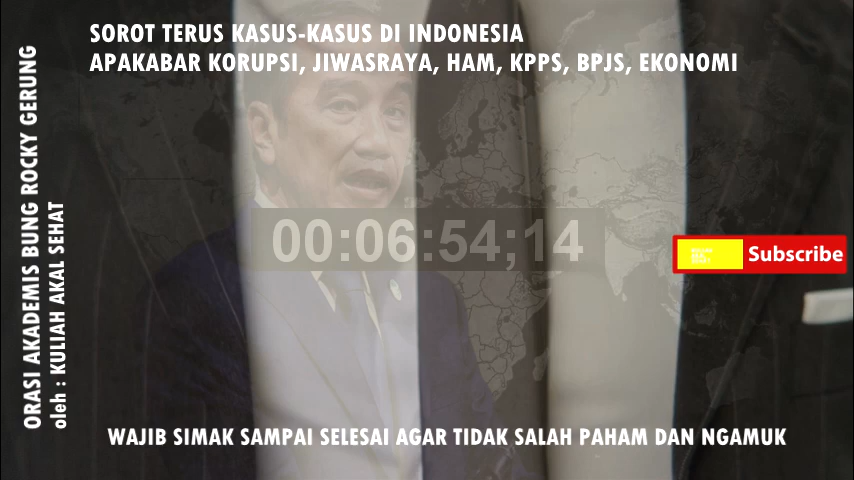 SOROT TERUS KASUS-KASUS DI INDONESIA
APAKABAR KORUPSI, JIWASRAYA, HAM, KPPS, BPJS, EKONOMI
ORASI AKADEMIS BUNG ROCKY GERUNG
oleh : KULIAH AKAL SEHAT
00:06:54;14
Subscribe
WAJIB SIMAK SAMPAI SELESAI AGAR TIDAK SALAH PAHAM DAN NGAMUK